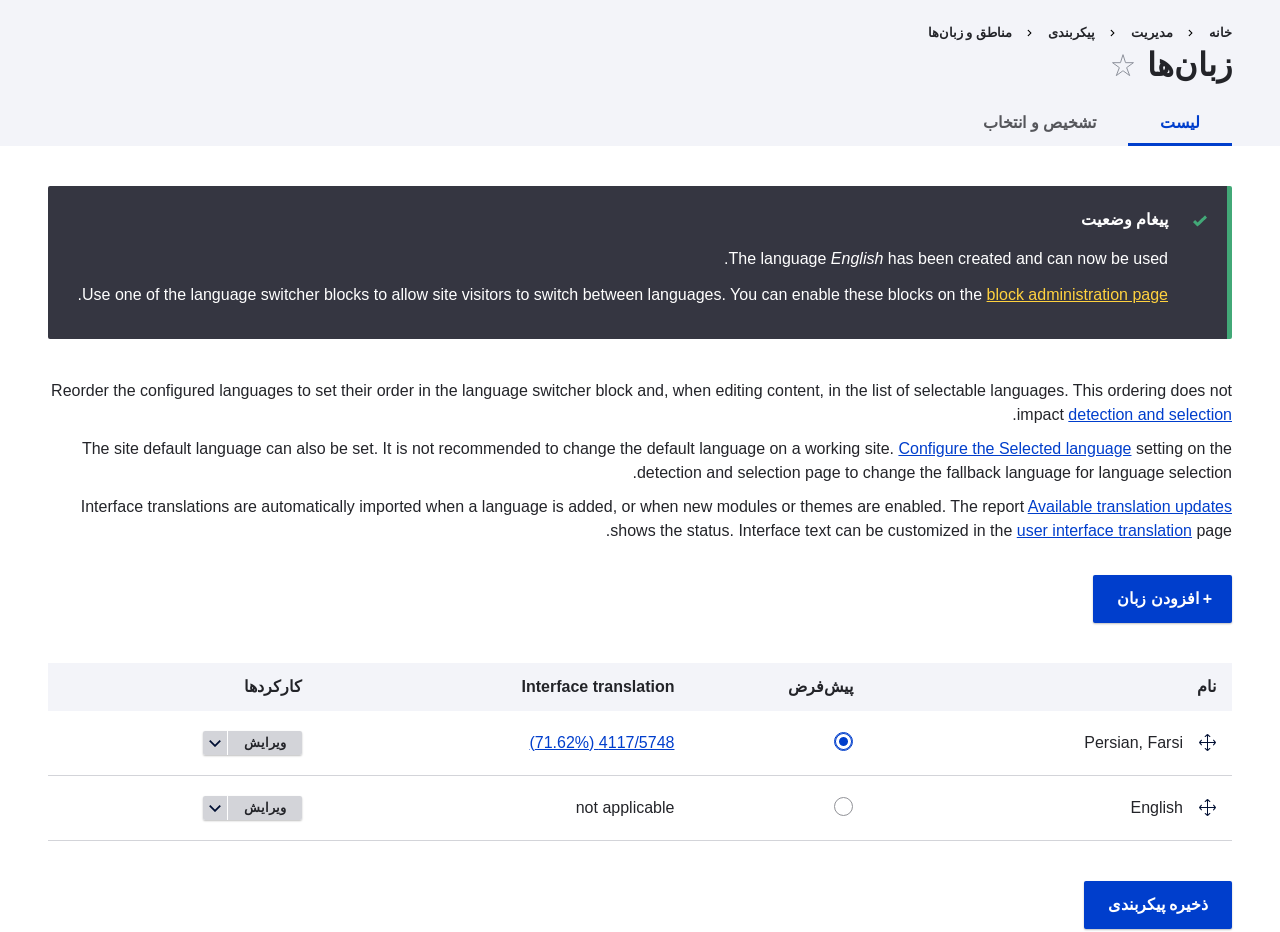 خانه › مدیریت › پیکربندی › مناطق و زبان‌ها
زبان‌ها ☆
لیست تشخیص و انتخاب
پیغام وضعیت
The language English has been created and can now be used.
Use one of the language switcher blocks to allow site visitors to switch between languages. You can enable these blocks on the block administration page.
Reorder the configured languages to set their order in the language switcher block and, when editing content, in the list of selectable languages. This ordering does not
impact detection and selection.
The site default language can also be set. It is not recommended to change the default language on a working site. Configure the Selected language setting on the
detection and selection page to change the fallback language for language selection.
Interface translations are automatically imported when a language is added, or when new modules or themes are enabled. The report Available translation updates
shows the status. Interface text can be customized in the user interface translation page.
+ افزودن زبان
نام پیش‌فرض Interface translation کارکردها
Persian, Farsi 4117/5748 (71.62%) ویرایش
English not applicable ویرایش
ذخیره پیکربندی